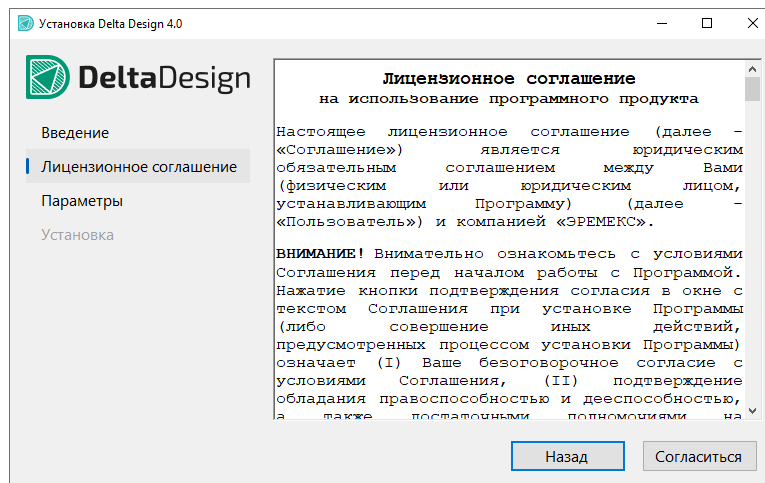 Установка Delta Design 4.0
DeltaDesign
Введение
Лицензионное соглашение
Параметры
Установка
Лицензионное соглашение
на использование программного продукта
Настоящее лицензионное соглашение (далее –
«Соглашение») является юридическим
обязательным соглашением между Вами
(физическим или юридическим лицом,
устанавливающим Программу) (далее –
«Пользователь») и компанией «ЭРЕМЕКС».
ВНИМАНИЕ! Внимательно ознакомьтесь с условиями
Соглашения перед началом работы с Программой.
Нажатие кнопки подтверждения согласия в окне с
текстом Соглашения при установке Программы
(либо совершение иных действий,
предусмотренных процессом установки Программы)
означает (I) Ваше безоговорочное согласие с
условиями Соглашения, (II) подтверждение
обладания правоспособностью и дееспособностью,
а также достаточными полномочиями на
Назад
Согласиться